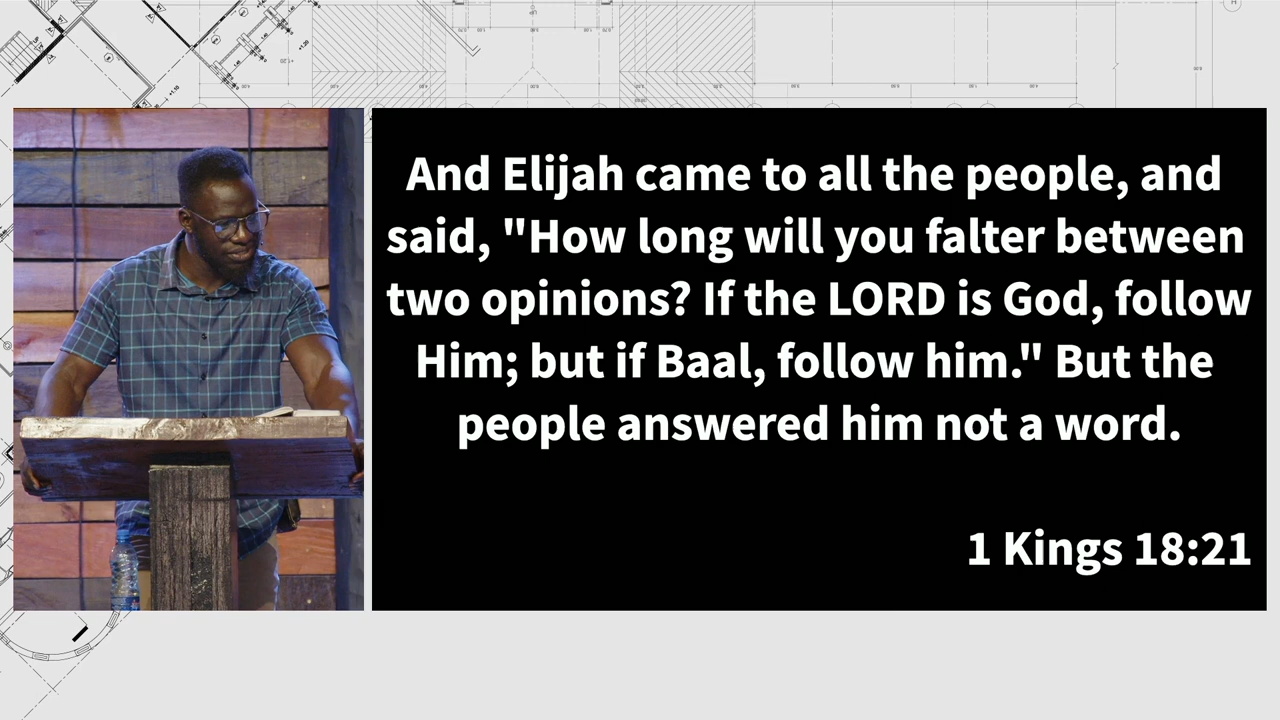 And Elijah came to all the people, and
said, "How long will you falter between
two opinions? If the LORD is God, follow
Him; but if Baal, follow him." But the
people answered him not a word.
1 Kings 18:21